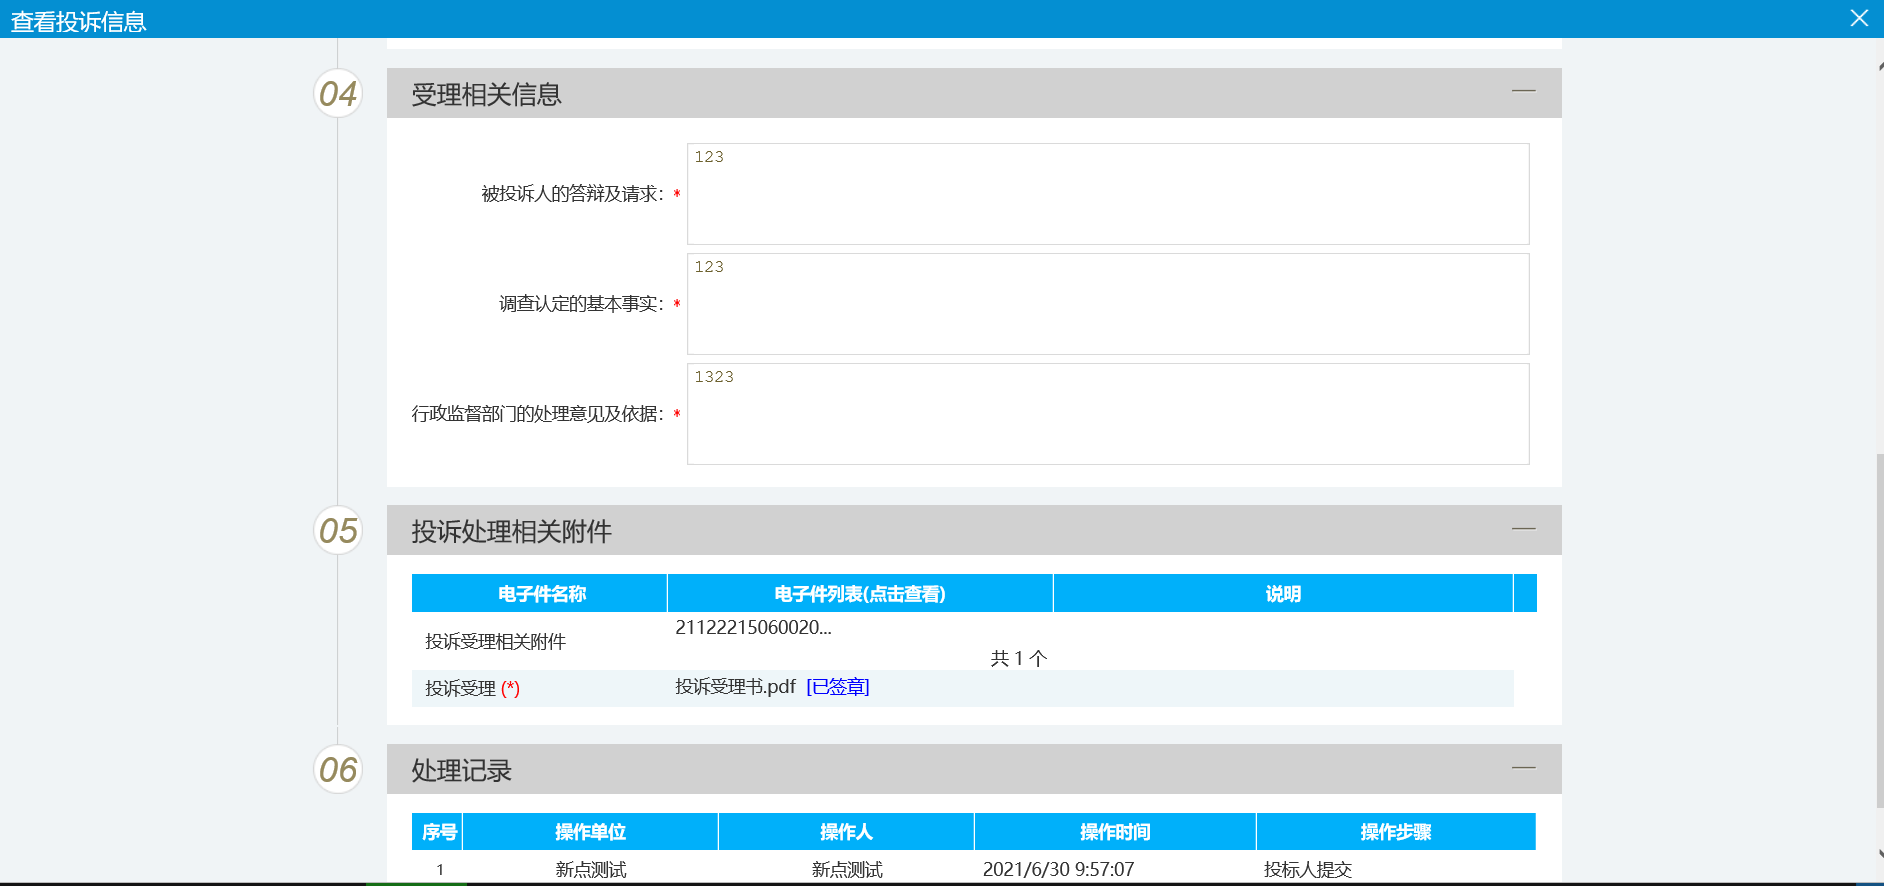 查看投诉信息
04
受理相关信息
被投诉人的答辩及请求：*
123
调查认定的基本事实：*
123
行政监督部门的处理意见及依据：*
1323
05
投诉处理相关附件
电子件名称 电子件列表(点击查看) 说明
投诉受理相关附件 21122215060020...
共 1 个
投诉受理 (*) 投诉受理书.pdf [已签章]
06
处理记录
序号 操作单位 操作人 操作时间 操作步骤
1 新点测试 新点测试 2021/6/30 9:57:07 投标人提交